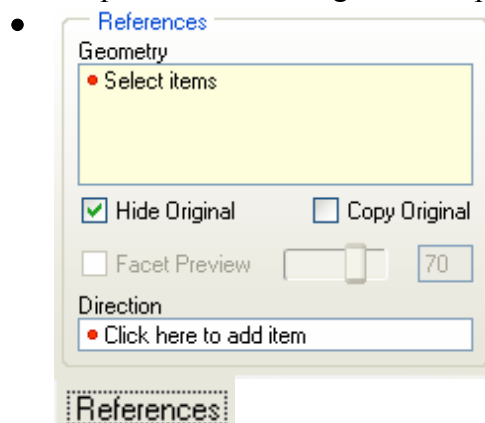 References
Geometry
Select items
Hide Original Copy Original
Facet Preview 70
Direction
Click here to add item
References